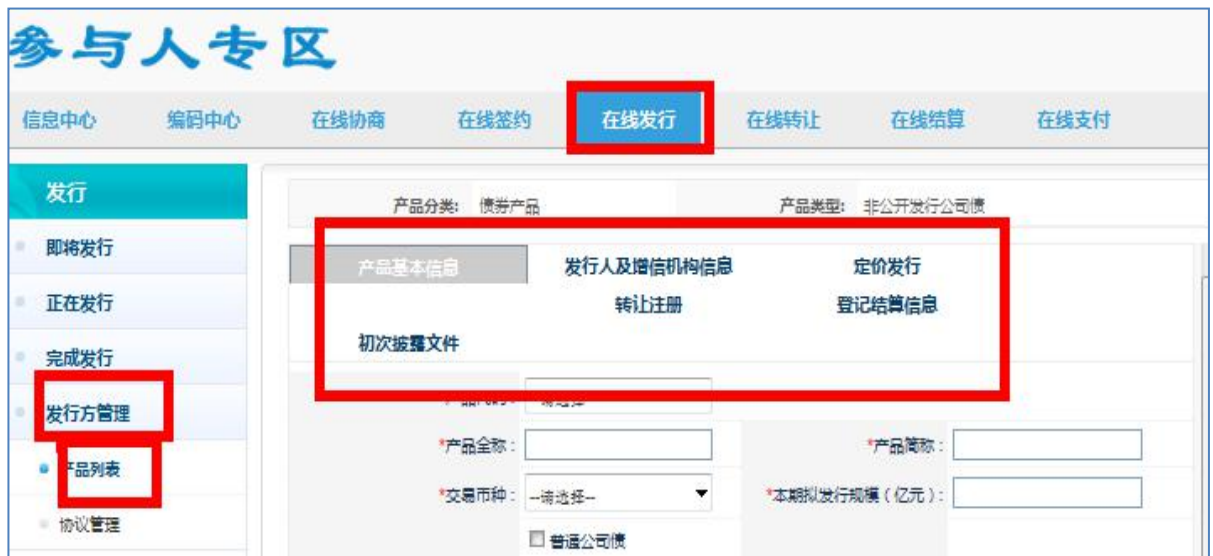 参与人专区
信息中心 编码中心 在线协商 在线签约 在线发行 在线转让 在线结算 在线支付
发行
即将发行
正在发行
完成发行
发行方管理
产品列表
协议管理
产品分类: 债券产品 产品类型: 非公开发行公司债
产品基本信息 发行人及增信机构信息 定价发行
转让注册 登记结算信息
初次披露文件
*产品全称: *产品简称:
*交易币种: --请选择-- *本期拟发行规模(亿元):
普通公司债